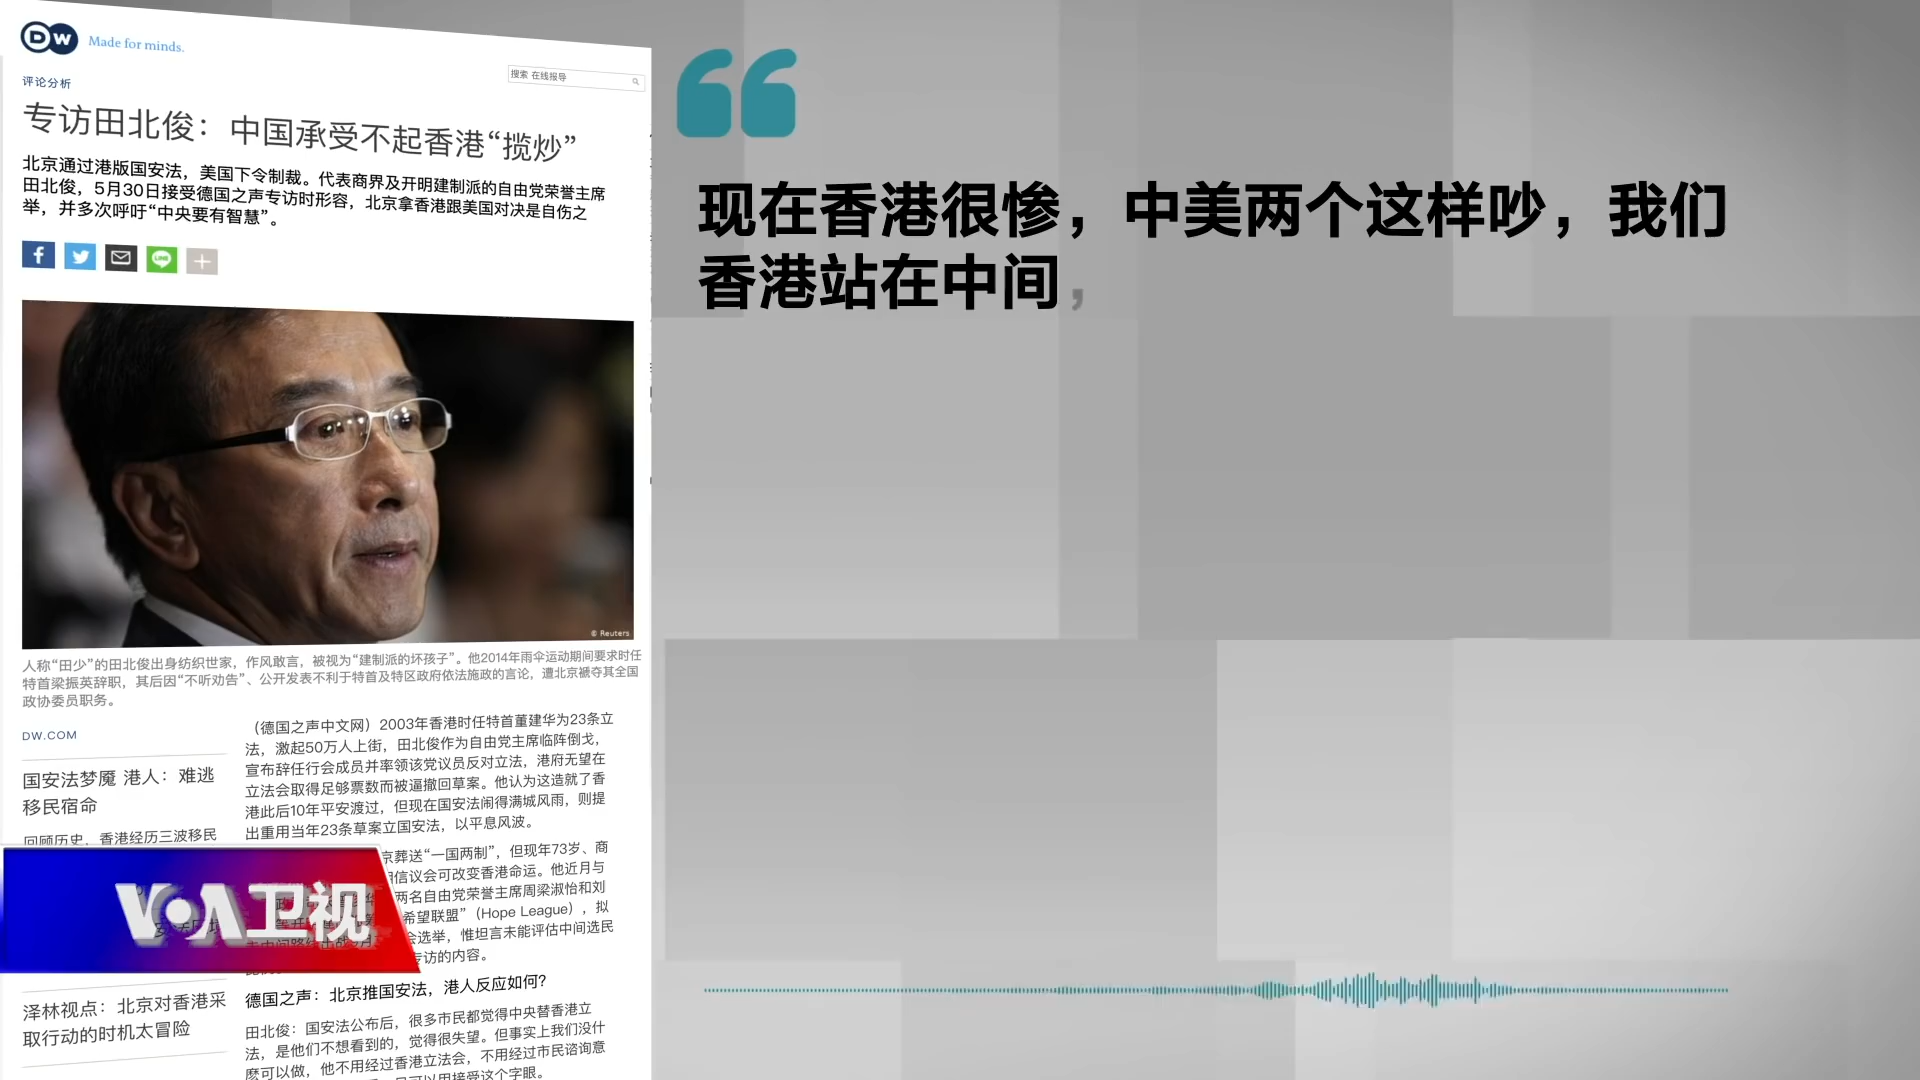 DW Made for minds.
搜索 在线报导
评论分析
专访田北俊：中国承受不起香港“揽炒”
北京通过港版国安法，美国下令制裁。代表商界及开明建制派的自由党荣誉主席
田北俊，5月30日接受德国之声专访时形容，北京拿香港跟美国对决是自伤之
举，并多次呼吁“中央要有智慧”。
© Reuters
人称“田少”的田北俊出身纺织世家，作风敢言，被视为“建制派的坏孩子”。他2014年雨伞运动期间要求时任
特首梁振英辞职，其后因“不听劝告”、公开发表不利于特首及特区政府依法施政的言论，遭北京褫夺其全国
政协委员职务。
DW.COM
国安法梦魇 港人：难逃
移民宿命
回顾历史，香港经历三波移民
泽林视点：北京对香港采
取行动的时机太冒险
（德国之声中文网）2003年香港时任特首董建华为23条立
法，激起50万人上街，田北俊作为自由党主席临阵倒戈，
宣布辞任行会成员并率领该党议员反对立法，港府无望在
立法会取得足够票数而被逼撤回草案。他认为这造就了香
港此后10年平安渡过，但现在国安法闹得满城风雨，则提
出重用当年23条草案立国安法，以平息风波。
京葬送“一国两制”，但现年73岁、商
相信议会可改变香港命运。他近月与
两名自由党荣誉主席周梁淑怡和刘
希望联盟”（Hope League），拟
会选举，惟坦言未能评估中间选民
专访的内容。
德国之声：北京推国安法，港人反应如何？
田北俊：国安法公布后，很多市民都觉得中央替香港立
法，是他们不想看到的，觉得很失望。但事实上我们没什
麽可以做，他不用经过香港立法会，不用经过市民谘询意
用接受这个字眼。
VOA卫视
“
现在香港很惨，中美两个这样吵，我们
香港站在中间，